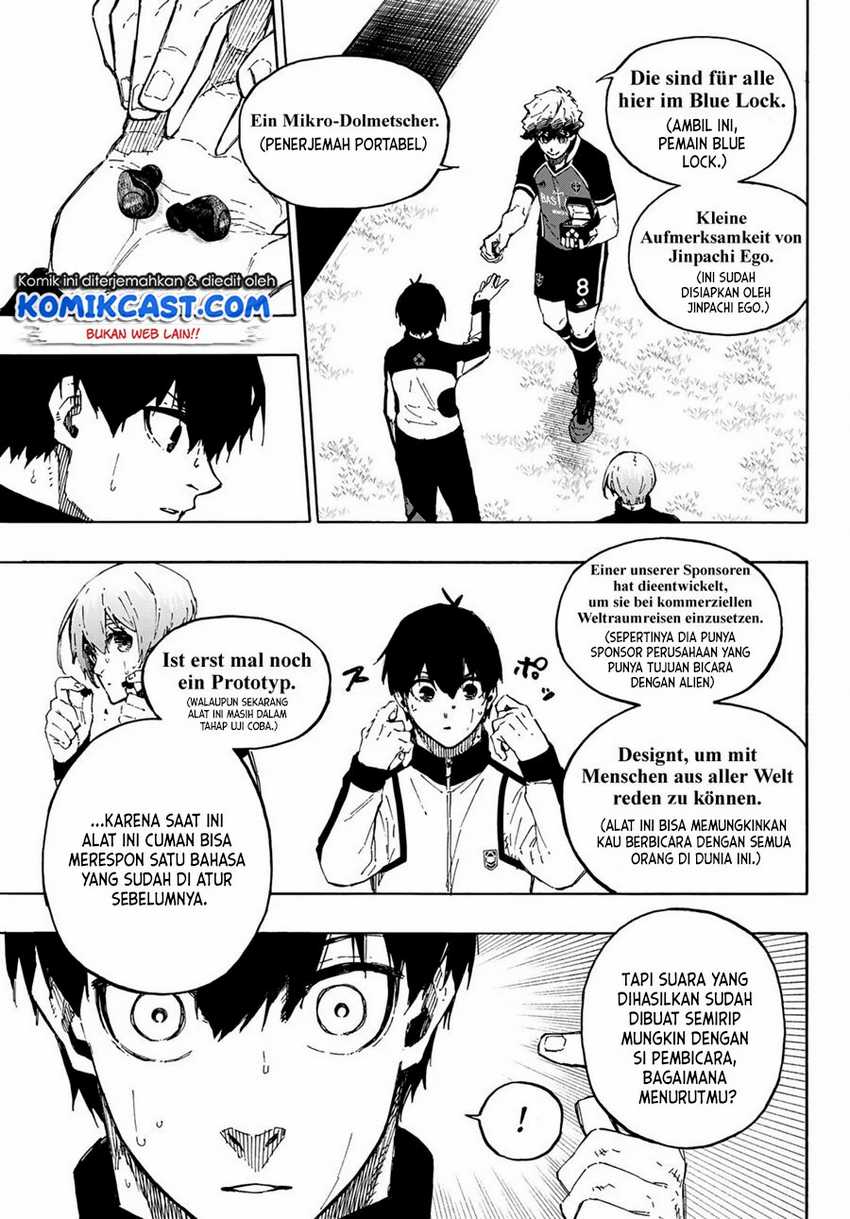 Die sind für alle
hier im Blue Lock.
(AMBIL INI,
PEMAIN BLUE
LOCK.)
Kleine
Aufmerksamkeit von
Jinpachi Ego.
(INI SUDAH
DISIAPKAN OLEH
JINPACHI EGO.)
BAST
8
Ein Mikro-Dolmetscher.
(PENERJEMAH PORTABEL)
Komik ini diterjemahkan & diedit oleh
KOMIKCAST.COM
BUKAN WEB LAIN!!
Einer unserer Sponsoren
hat dieentwickelt,
um sie bei kommerziellen
Weltraumreisen einzusetzen.
(SEPERTINYA DIA PUNYA
SPONSOR PERUSAHAAN YANG
PUNYA TUJUAN BICARA
DENGAN ALIEN)
Designt, um mit
Menschen aus aller Welt
reden zu können.
(ALAT INI BISA MEMUNGKINKAN
KAU BERBICARA DENGAN SEMUA
ORANG DI DUNIA INI.)
ポッ
ズ
Ist erst mal noch
ein Prototyp.
(WALAUPUN SEKARANG
ALAT INI MASIH DALAM
TAHAP UJI COBA.)
...KARENA SAAT INI
ALAT INI CUMAN BISA
MERESPON SATU BAHASA
YANG SUDAH DI ATUR
SEBELUMNYA.
TAPI SUARA YANG
DIHASILKAN SUDAH
DIBUAT SEMIRIP
MUNGKIN DENGAN
SI PEMBICARA,
BAGAIMANA
MENURUTMU?
!